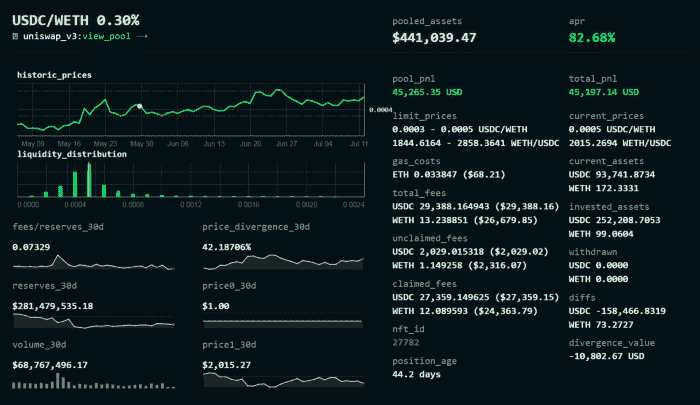 USDC/WETH 0.30%
uniswap_v3:view_pool →
pooled_assets
$441,039.47
apr
82.68%
historic_prices
0.0004
May 09 May 16 May 23 May 30 Jun 06 Jun 13 Jun 20 Jun 27 Jul 04 Jul 11
liquidity_distribution
0.0000 0.0004 0.0008 0.0012 0.0016 0.0020 0.0024
fees/reserves_30d
0.07329
price_divergence_30d
42.18706%
reserves_30d
$281,479,535.18
price0_30d
$1.00
volume_30d
$68,767,496.17
price1_30d
$2,015.27
pool_pnl
45,265.35 USD
limit_prices
0.0003 - 0.0005 USDC/WETH
1844.6164 - 2858.3641 WETH/USDC
gas_costs
ETH 0.033847 ($68.21)
total_fees
USDC 29,388.164943 ($29,388.16)
WETH 13.238851 ($26,679.85)
unclaimed_fees
USDC 2,029.015318 ($2,029.02)
WETH 1.149258 ($2,316.07)
claimed_fees
USDC 27,359.149625 ($27,359.15)
WETH 12.089593 ($24,363.79)
nft_id
27782
position_age
44.2 days
total_pnl
45,197.14 USD
current_prices
0.0005 USDC/WETH
2015.2694 WETH/USDC
current_assets
USDC 93,741.8734
WETH 172.3331
invested_assets
USDC 252,208.7053
WETH 99.0604
withdrawn
USDC 0.0000
WETH 0.0000
diffs
USDC -158,466.8319
WETH 73.2727
divergence_value
-10,802.67 USD